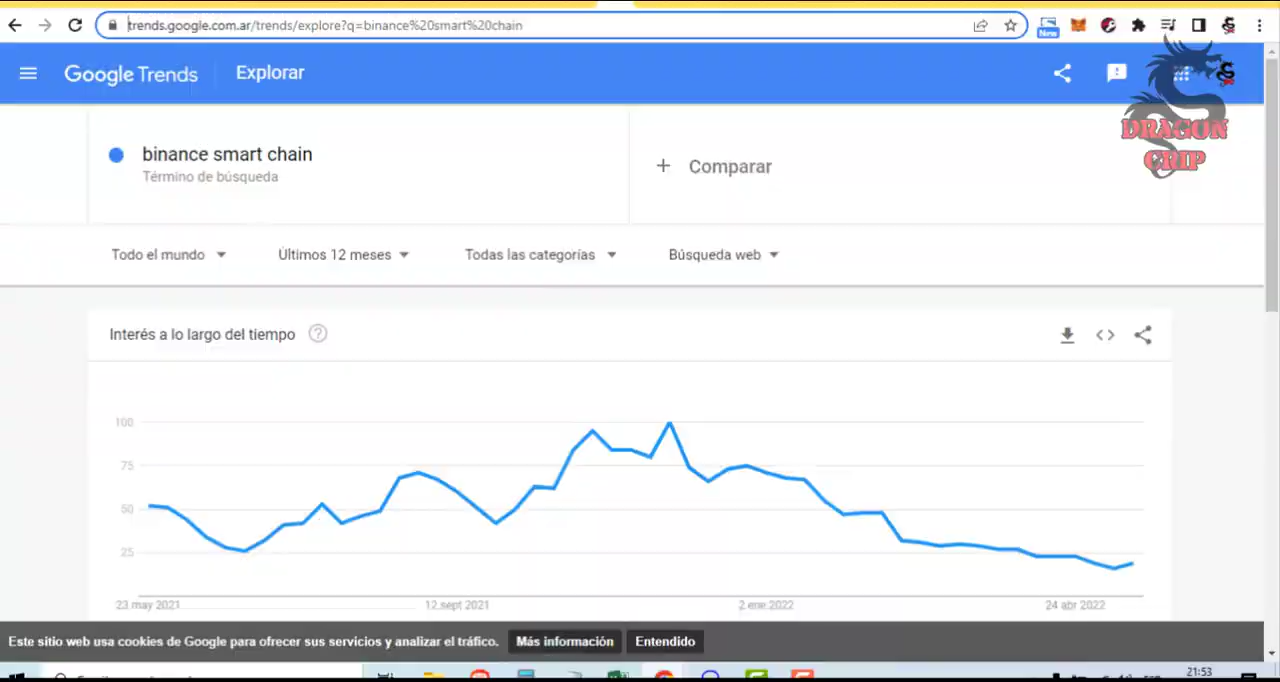 trends.google.com.ar/trends/explore?q=binance%20smart%20chain
New
Google Trends
Explorar
DRAGON
CRIP
binance smart chain
Término de búsqueda
+ Comparar
Todo el mundo
Últimos 12 meses
Todas las categorías
Búsqueda web
Interés a lo largo del tiempo
?
100
75
50
25
23 may 2021
12 sept 2021
2 ene 2022
24 abr 2022
Este sitio web usa cookies de Google para ofrecer sus servicios y analizar el tráfico.
Más información
Entendido
21:53